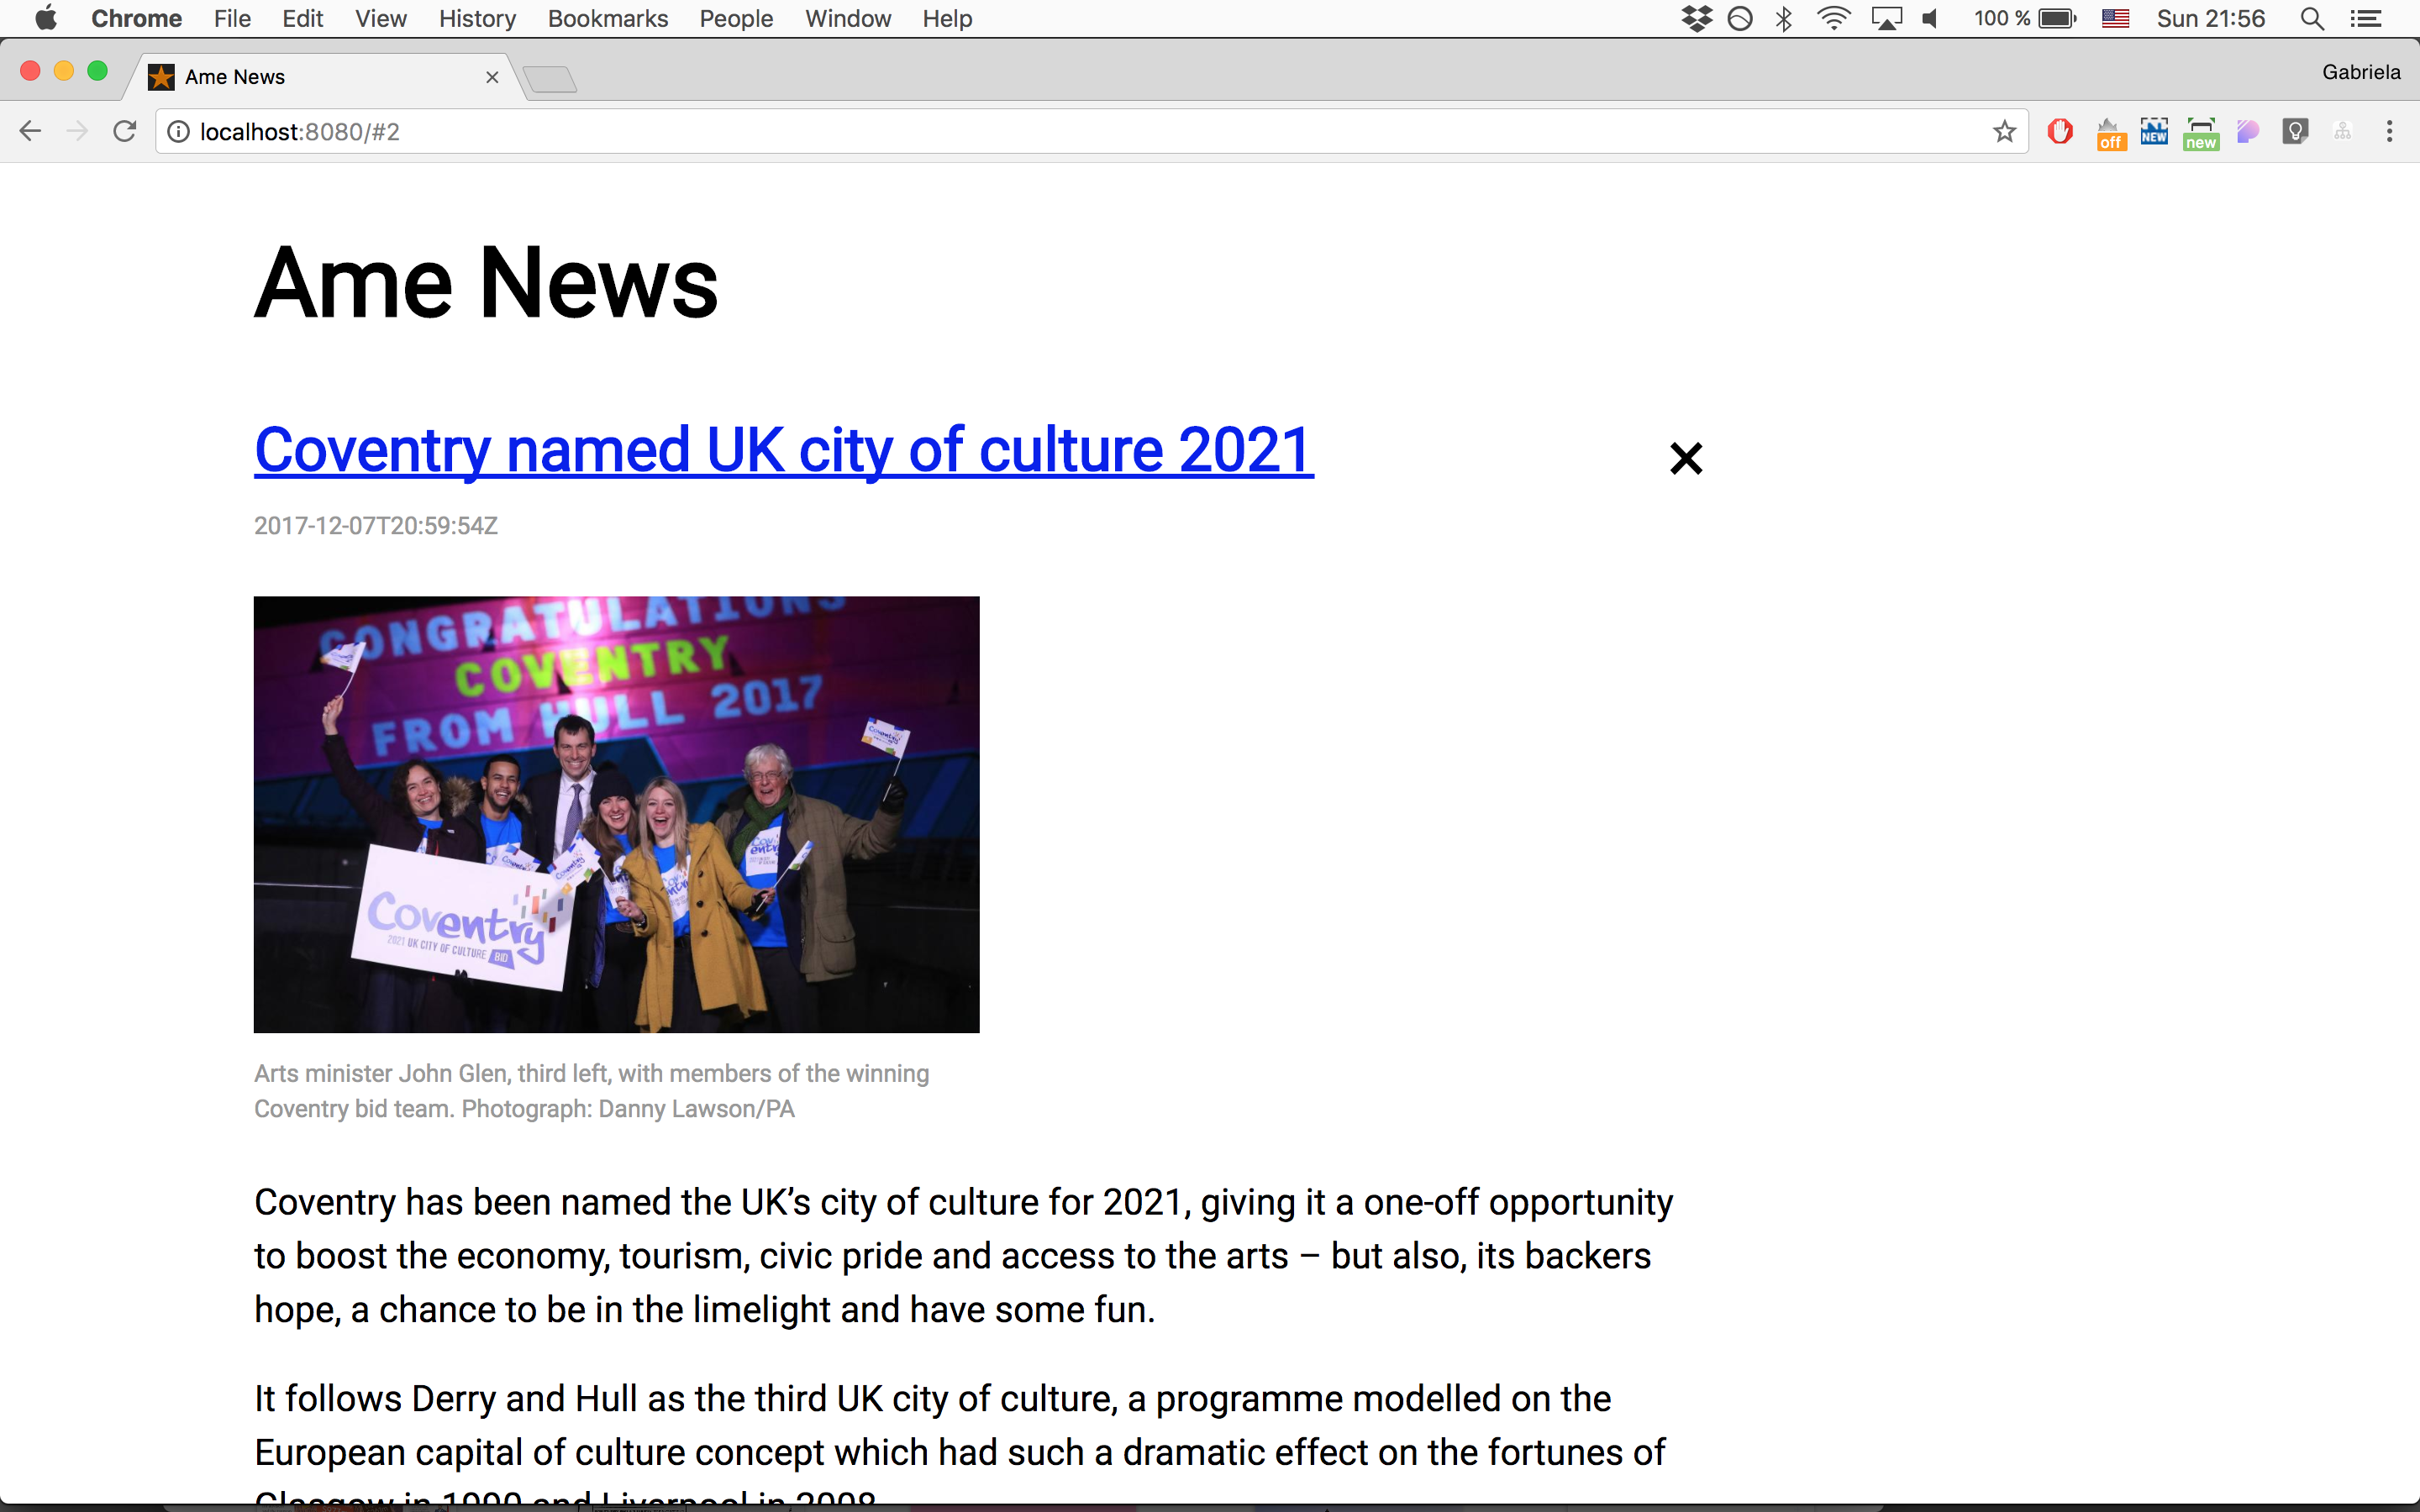 Chrome File Edit View History Bookmarks People Window Help 100 % Sun 21:56
Ame News Gabriela
localhost:8080/#2 off NEW new
Ame News
Coventry named UK city of culture 2021
2017-12-07T20:59:54Z
CONGRATULATIONS
COVENTRY
FROM HULL 2017
Coventry
2021 UK CITY OF CULTURE BID
Arts minister John Glen, third left, with members of the winning
Coventry bid team. Photograph: Danny Lawson/PA
Coventry has been named the UK’s city of culture for 2021, giving it a one-off opportunity
to boost the economy, tourism, civic pride and access to the arts – but also, its backers
hope, a chance to be in the limelight and have some fun.
It follows Derry and Hull as the third UK city of culture, a programme modelled on the
European capital of culture concept which had such a dramatic effect on the fortunes of
Glasgow in 1990 and Liverpool in 2008.